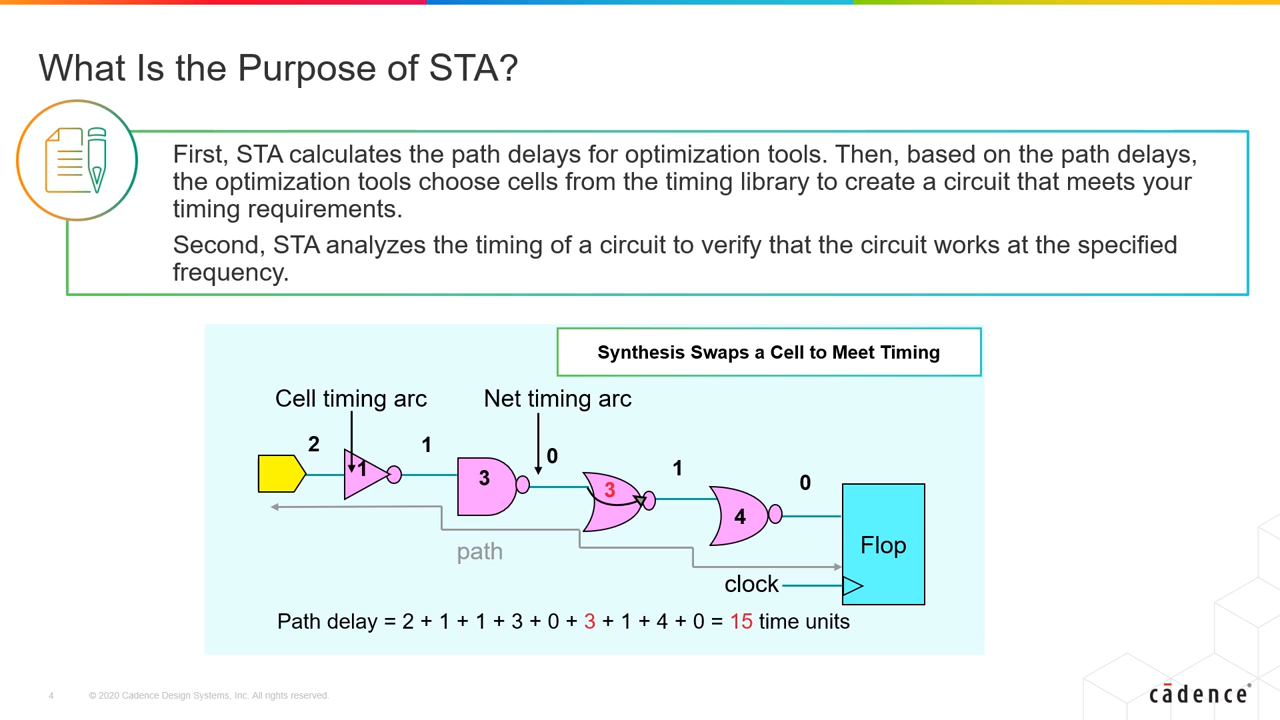 What Is the Purpose of STA?
First, STA calculates the path delays for optimization tools. Then, based on the path delays,
the optimization tools choose cells from the timing library to create a circuit that meets your
timing requirements.
Second, STA analyzes the timing of a circuit to verify that the circuit works at the specified
frequency.
Synthesis Swaps a Cell to Meet Timing
Cell timing arc
Net timing arc
2
1
1
3
0
3
1
4
0
Flop
path
clock
Path delay = 2 + 1 + 1 + 3 + 0 + 3 + 1 + 4 + 0 = 15 time units
4
© 2020 Cadence Design Systems, Inc. All rights reserved.
cādence®